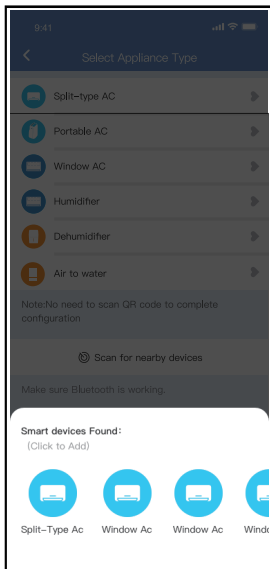 9:41
Select Appliance Type
Split-type AC
Portable AC
Window AC
Humidifier
Dehumidifier
Air to water
Note:No need to scan QR code to complete
configuration
Scan for nearby devices
Make sure Bluetooth is working.
Smart devices Found:
(Click to Add)
Split-Type Ac Window Ac Window Ac